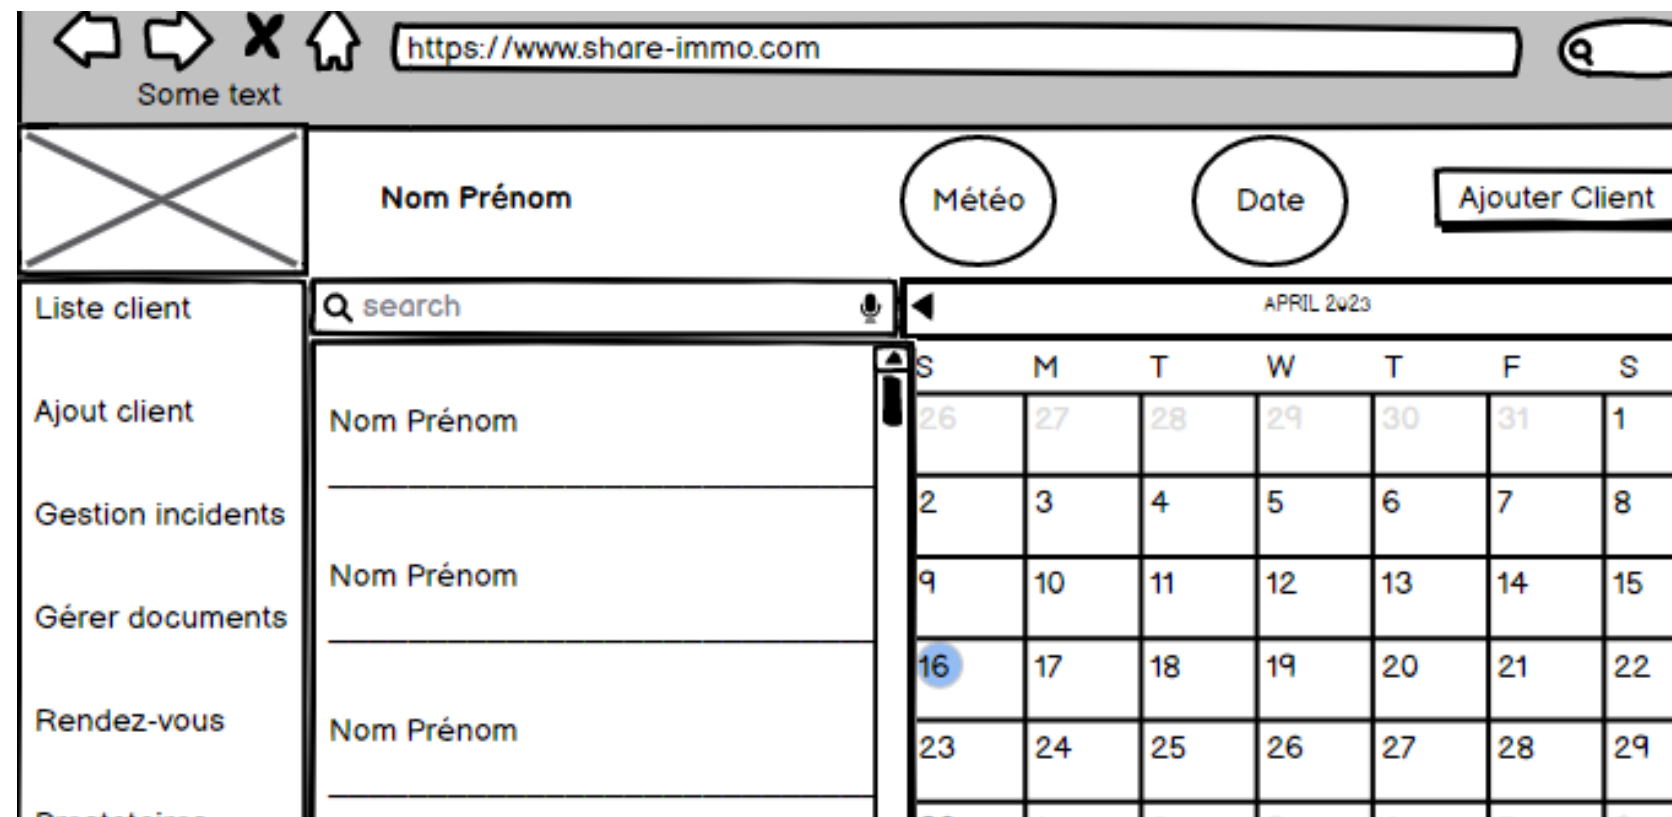 https://www.share-immo.com
Some text
Nom Prénom
Météo
Date
Ajouter Client
Liste client
Ajout client
Gestion incidents
Gérer documents
Rendez-vous
search
Nom Prénom
Nom Prénom
Nom Prénom
APRIL 2023
S M T W T F S
26 27 28 29 30 31 1
2 3 4 5 6 7 8
9 10 11 12 13 14 15
16 17 18 19 20 21 22
23 24 25 26 27 28 29